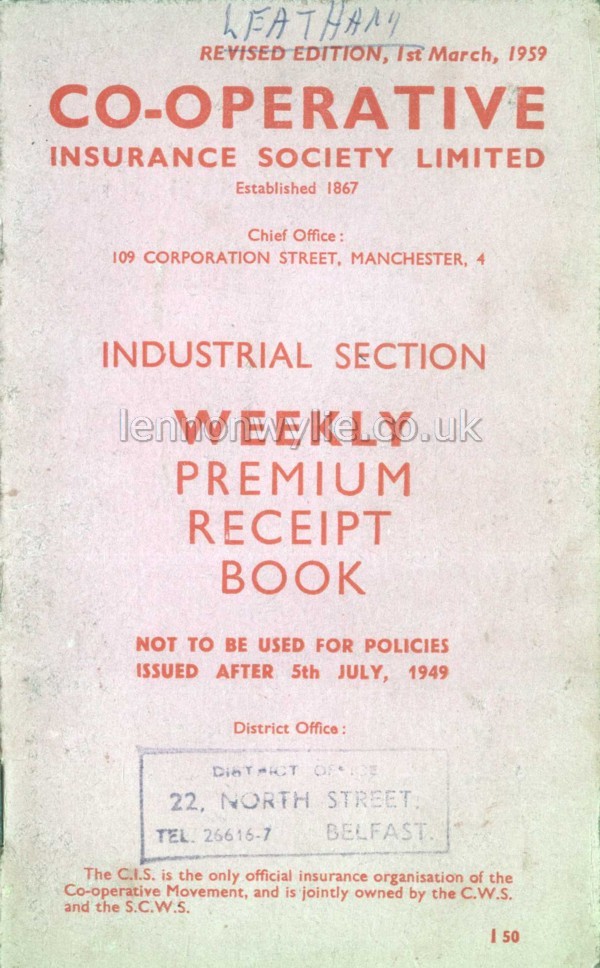 LEATHAM
REVISED EDITION, 1st March, 1959
CO-OPERATIVE
INSURANCE SOCIETY LIMITED
Established 1867
Chief Office:
109 CORPORATION STREET, MANCHESTER, 4
INDUSTRIAL SECTION
WEEKLY
lennonwylie.co.uk
PREMIUM
RECEIPT
BOOK
NOT TO BE USED FOR POLICIES
ISSUED AFTER 5th JULY, 1949
District Office:
DISTRICT OFFICE
22, NORTH STREET,
TEL. 26616-7 BELFAST.
The C.I.S. is the only official insurance organisation of the
Co-operative Movement, and is jointly owned by the C.W.S.
and the S.C.W.S.
I 50